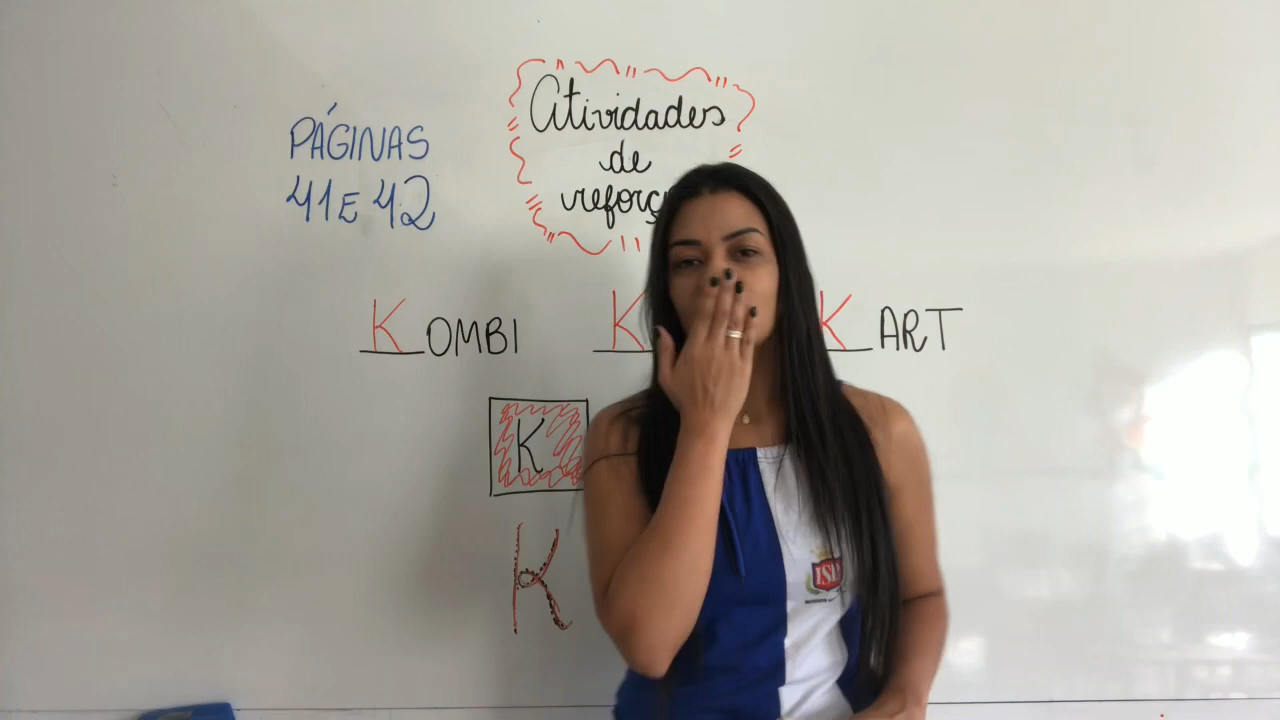 PÁGINAS
41 E 42
Atividades
de
KOMBI
K
KART
K
K